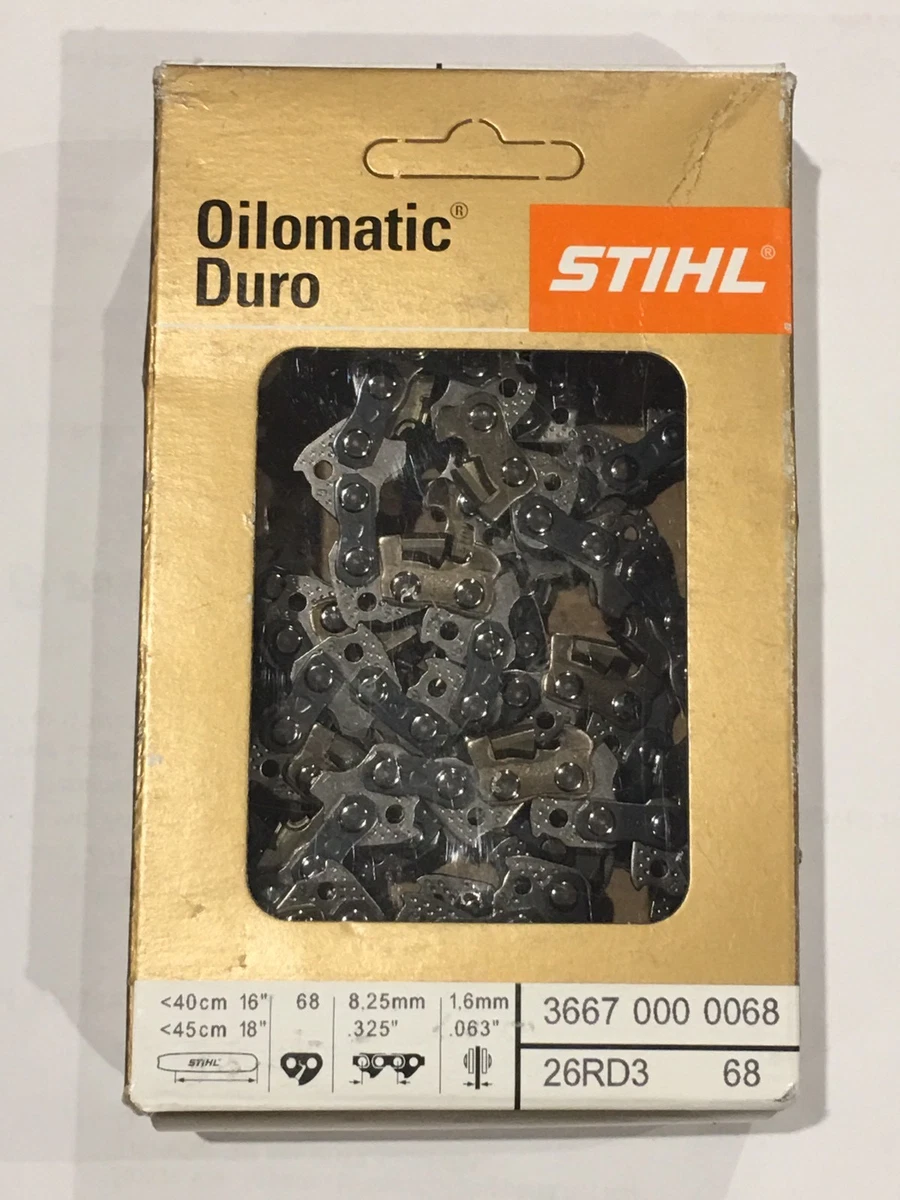 Oilomatic®
Duro
STIHL®
<40cm 16" 68 8.25mm 1.6mm
<45cm 18" .325" .063"
STIHL
3667 000 0068
26RD3 68